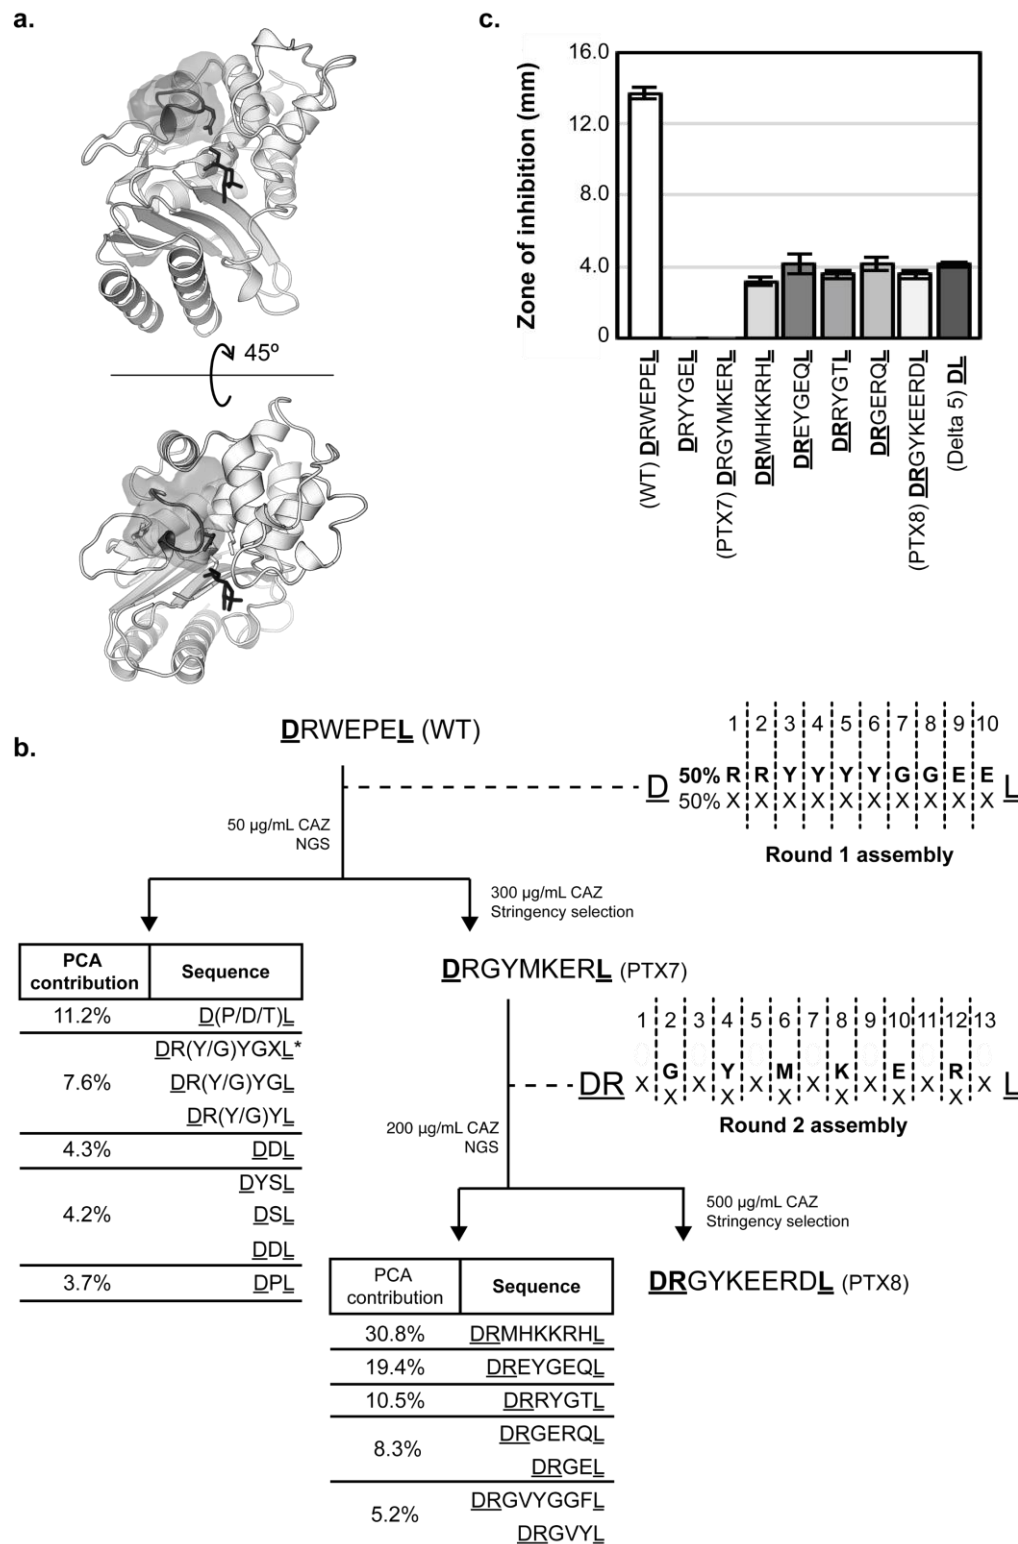 a.
45º
c.
Zone of inhibition (mm)
16.0
12.0
8.0
4.0
0
(WT) DRWEPEL
DRYYGEL
(PTX7) DRGYMKERL
DRMHKKRHL
DREYGEQL
DRRYGTL
DRGERQL
(PTX8) DRGYKEERDL
(Delta 5) DL
b.
DRWEPEL (WT)
1 2 3 4 5 6 7 8 9 10
D 50% R R Y Y Y Y G G E E L
50% X X X X X X X X X X
Round 1 assembly
50 µg/mL CAZ
NGS
300 µg/mL CAZ
Stringency selection
PCA contribution Sequence
11.2% D(P/D/T)L
DR(Y/G)YGXL*
7.6% DR(Y/G)YGL
DR(Y/G)YL
4.3% DDL
DYSL
4.2% DSL
DDL
3.7% DPL
DRGYMKERL (PTX7)
1 2 3 4 5 6 7 8 9 10 11 12 13
G Y M K E R
DR X X X X X X X L
X X X X X X
Round 2 assembly
200 µg/mL CAZ
NGS
500 µg/mL CAZ
Stringency selection
DRGYKEERDL (PTX8)
PCA contribution Sequence
30.8% DRMHKKRHL
19.4% DREYGEQL
10.5% DRRYGTL
8.3% DRGERQL
DRGEL
5.2% DRGVYGGFL
DRGVYL